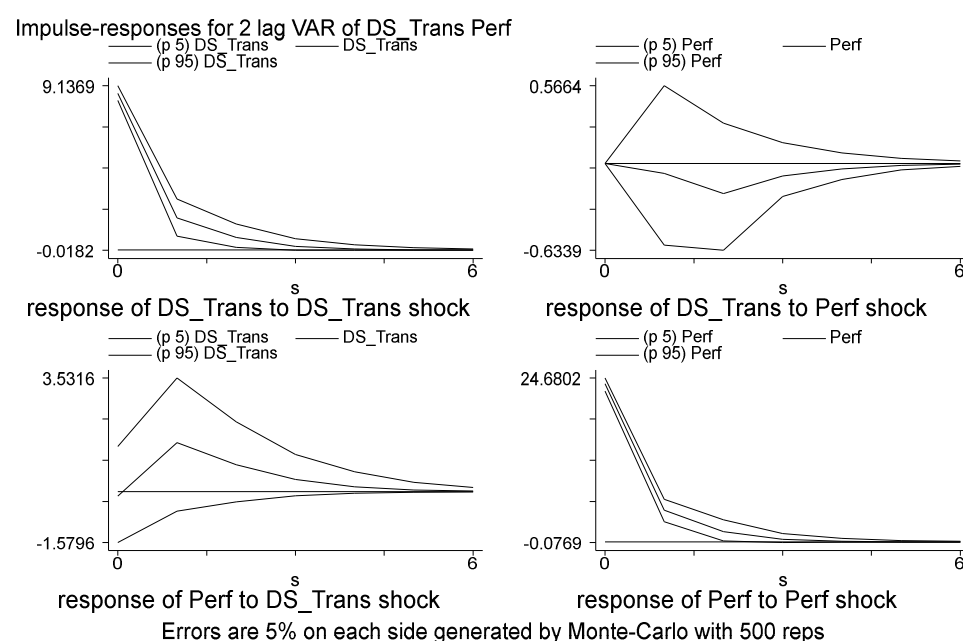 Impulse-responses for 2 lag VAR of DS_Trans Perf
(p 5) DS_Trans DS_Trans
(p 95) DS_Trans
9.1369
-0.0182
0 6
s
response of DS_Trans to DS_Trans shock
(p 5) Perf Perf
(p 95) Perf
0.5664
-0.6339
0 6
s
response of DS_Trans to Perf shock
(p 5) DS_Trans DS_Trans
(p 95) DS_Trans
3.5316
-1.5796
0 6
s
response of Perf to DS_Trans shock
(p 5) Perf Perf
(p 95) Perf
24.6802
-0.0769
0 6
s
response of Perf to Perf shock
Errors are 5% on each side generated by Monte-Carlo with 500 reps